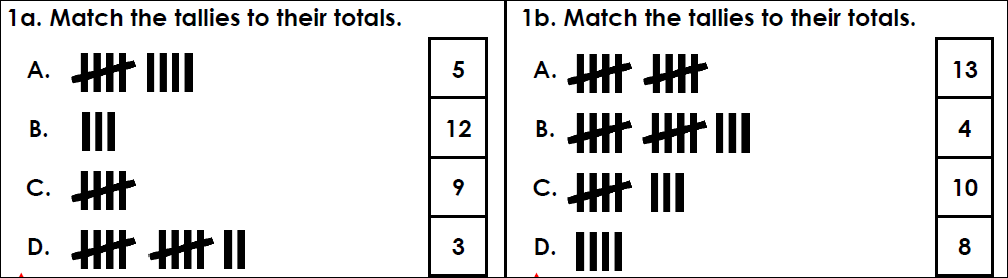 1a. Match the tallies to their totals.
A.
5
B.
12
C.
9
D.
3
1b. Match the tallies to their totals.
A.
13
B.
4
C.
10
D.
8